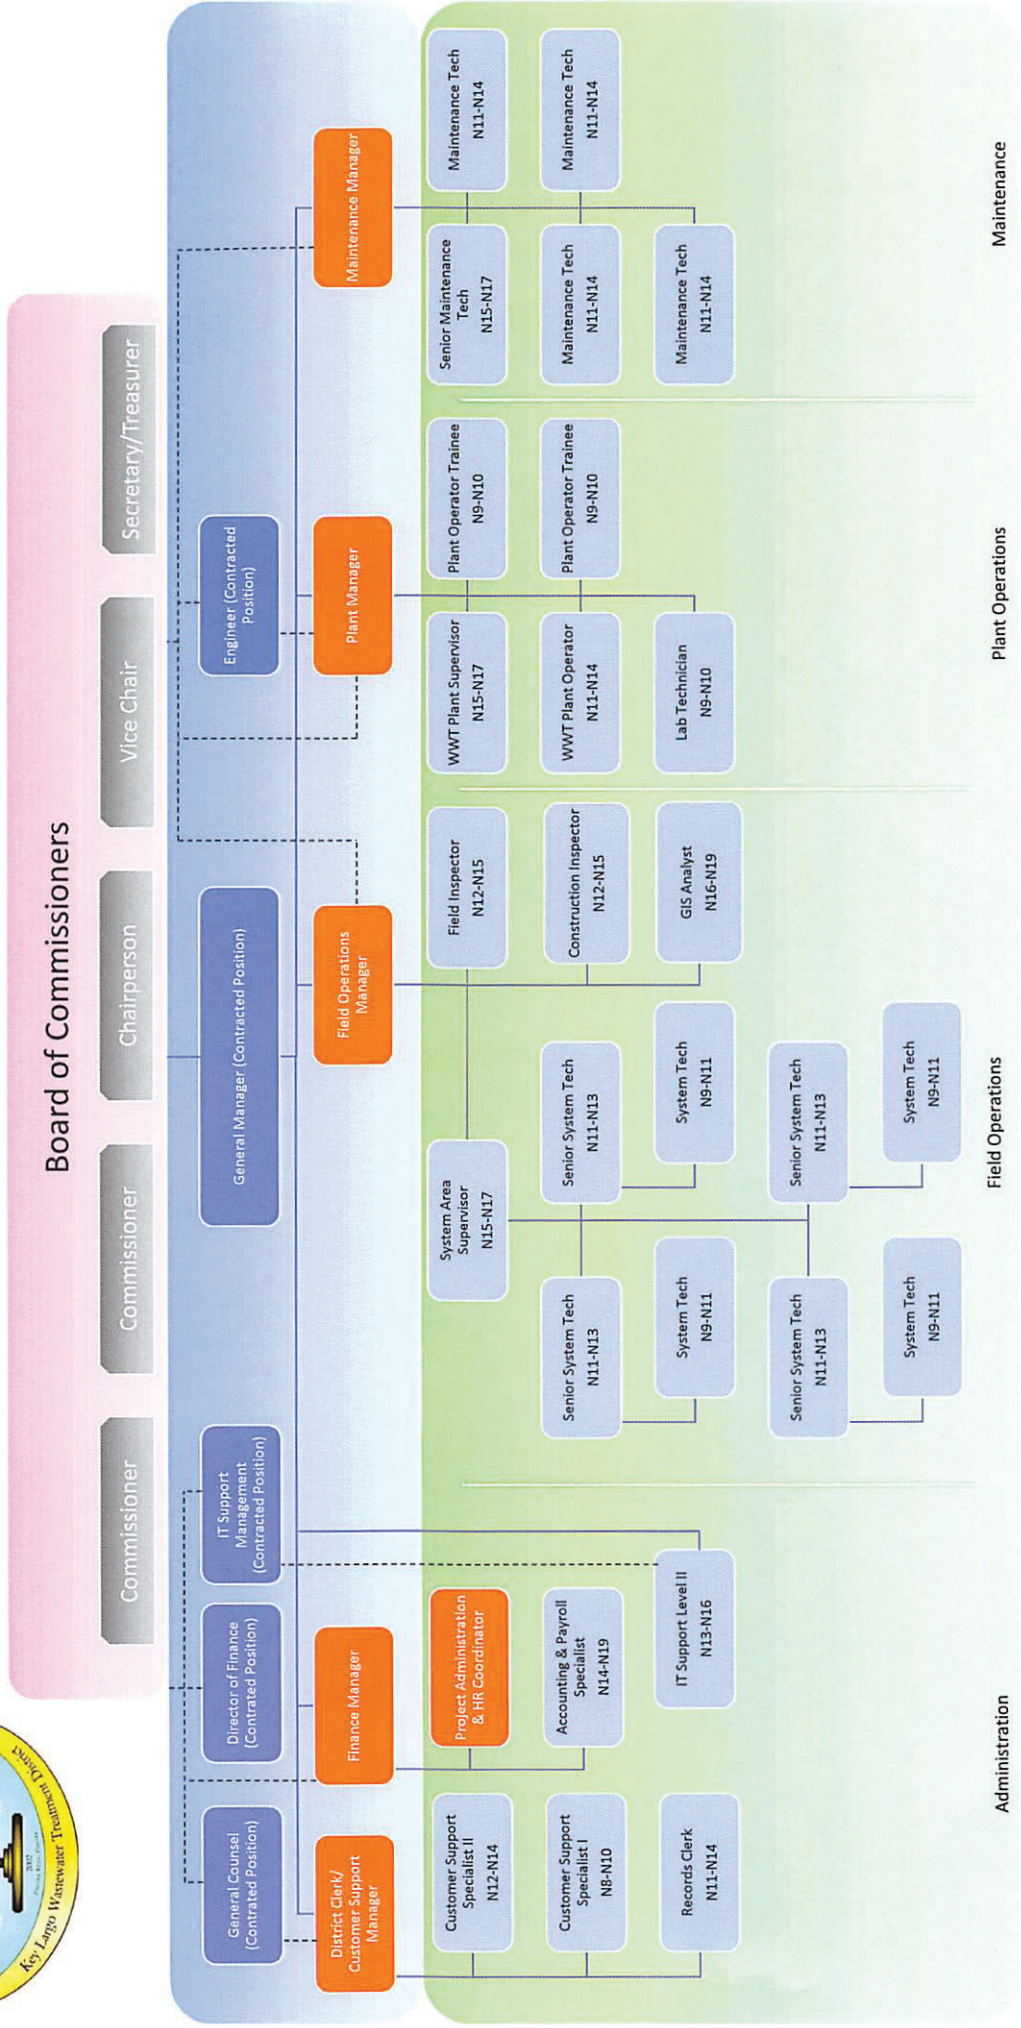 Key Largo Wastewater Treatment District
2002
Board of Commissioners
Commissioner
Commissioner
Chairperson
Vice Chair
Secretary/Treasurer
General Counsel
(Contrated Position)
Director of Finance
(Contrated Position)
IT Support
Management
(Contracted Position)
General Manager (Contracted Position)
Engineer (Contracted
Position)
District Clerk/
Customer Support
Manager
Finance Manager
Field Operations
Manager
Plant Manager
Maintenance Manager
Customer Support
Specialist II
N12-N14
Customer Support
Specialist I
N8-N10
Records Clerk
N11-N14
Project Administration
& HR Coordinator
Accounting & Payroll
Specialist
N14-N19
IT Support Level II
N13-N16
Administration
System Area
Supervisor
N15-N17
Senior System Tech
N11-N13
System Tech
N9-N11
Senior System Tech
N11-N13
System Tech
N9-N11
Senior System Tech
N11-N13
System Tech
N9-N11
Senior System Tech
N11-N13
System Tech
N9-N11
Field Inspector
N12-N15
Construction Inspector
N12-N15
GIS Analyst
N16-N19
Field Operations
WWT Plant Supervisor
N15-N17
WWT Plant Operator
N11-N14
Lab Technician
N9-N10
Plant Operator Trainee
N9-N10
Plant Operator Trainee
N9-N10
Plant Operations
Senior Maintenance
Tech
N15-N17
Maintenance Tech
N11-N14
Maintenance Tech
N11-N14
Maintenance Tech
N11-N14
Maintenance Tech
N11-N14
Maintenance